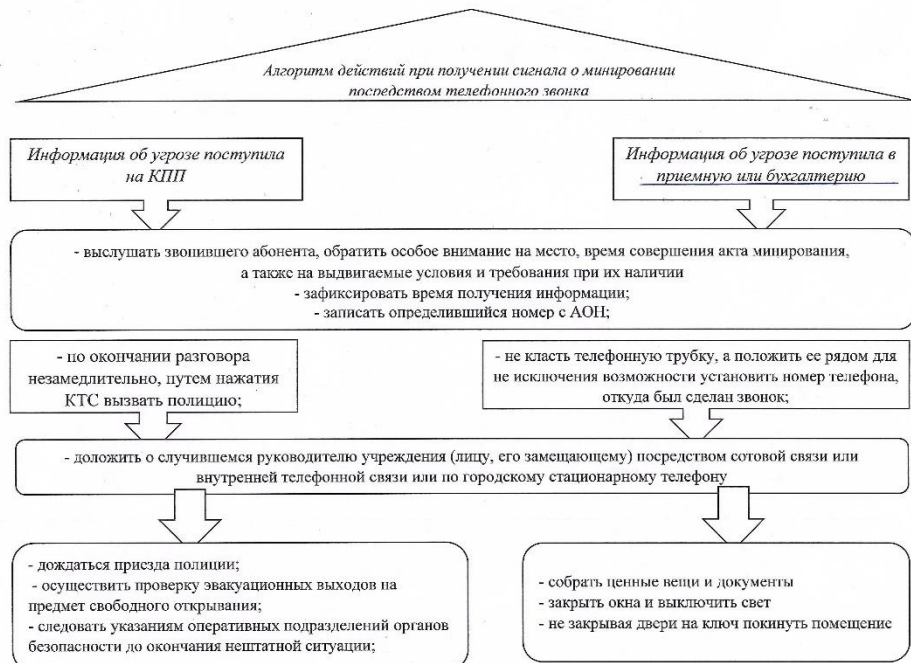 Алгоритм действий при получении сигнала о минировании
посредством телефонного звонка
Информация об угрозе поступила
на КПП
Информация об угрозе поступила в
приемную или бухгалтерию
- выслушать звонившего абонента, обратить особое внимание на место, время совершения акта минирования,
а также на выдвигаемые условия и требования при их наличии
- зафиксировать время получения информации;
- записать определившийся номер с АОН;
- по окончании разговора
незамедлительно, путем нажатия
КТС вызвать полицию;
- не класть телефонную трубку, а положить ее рядом для
не исключения возможности установить номер телефона,
откуда был сделан звонок;
- доложить о случившемся руководителю учреждения (лицу, его замещающему) посредством сотовой связи или
внутренней телефонной связи или по городскому стационарному телефону
- дождаться приезда полиции;
- осуществить проверку эвакуационных выходов на
предмет свободного открывания;
- следовать указаниям оперативных подразделений органов
безопасности до окончания нештатной ситуации;
- собрать ценные вещи и документы
- закрыть окна и выключить свет
- не закрывая двери на ключ покинуть помещение